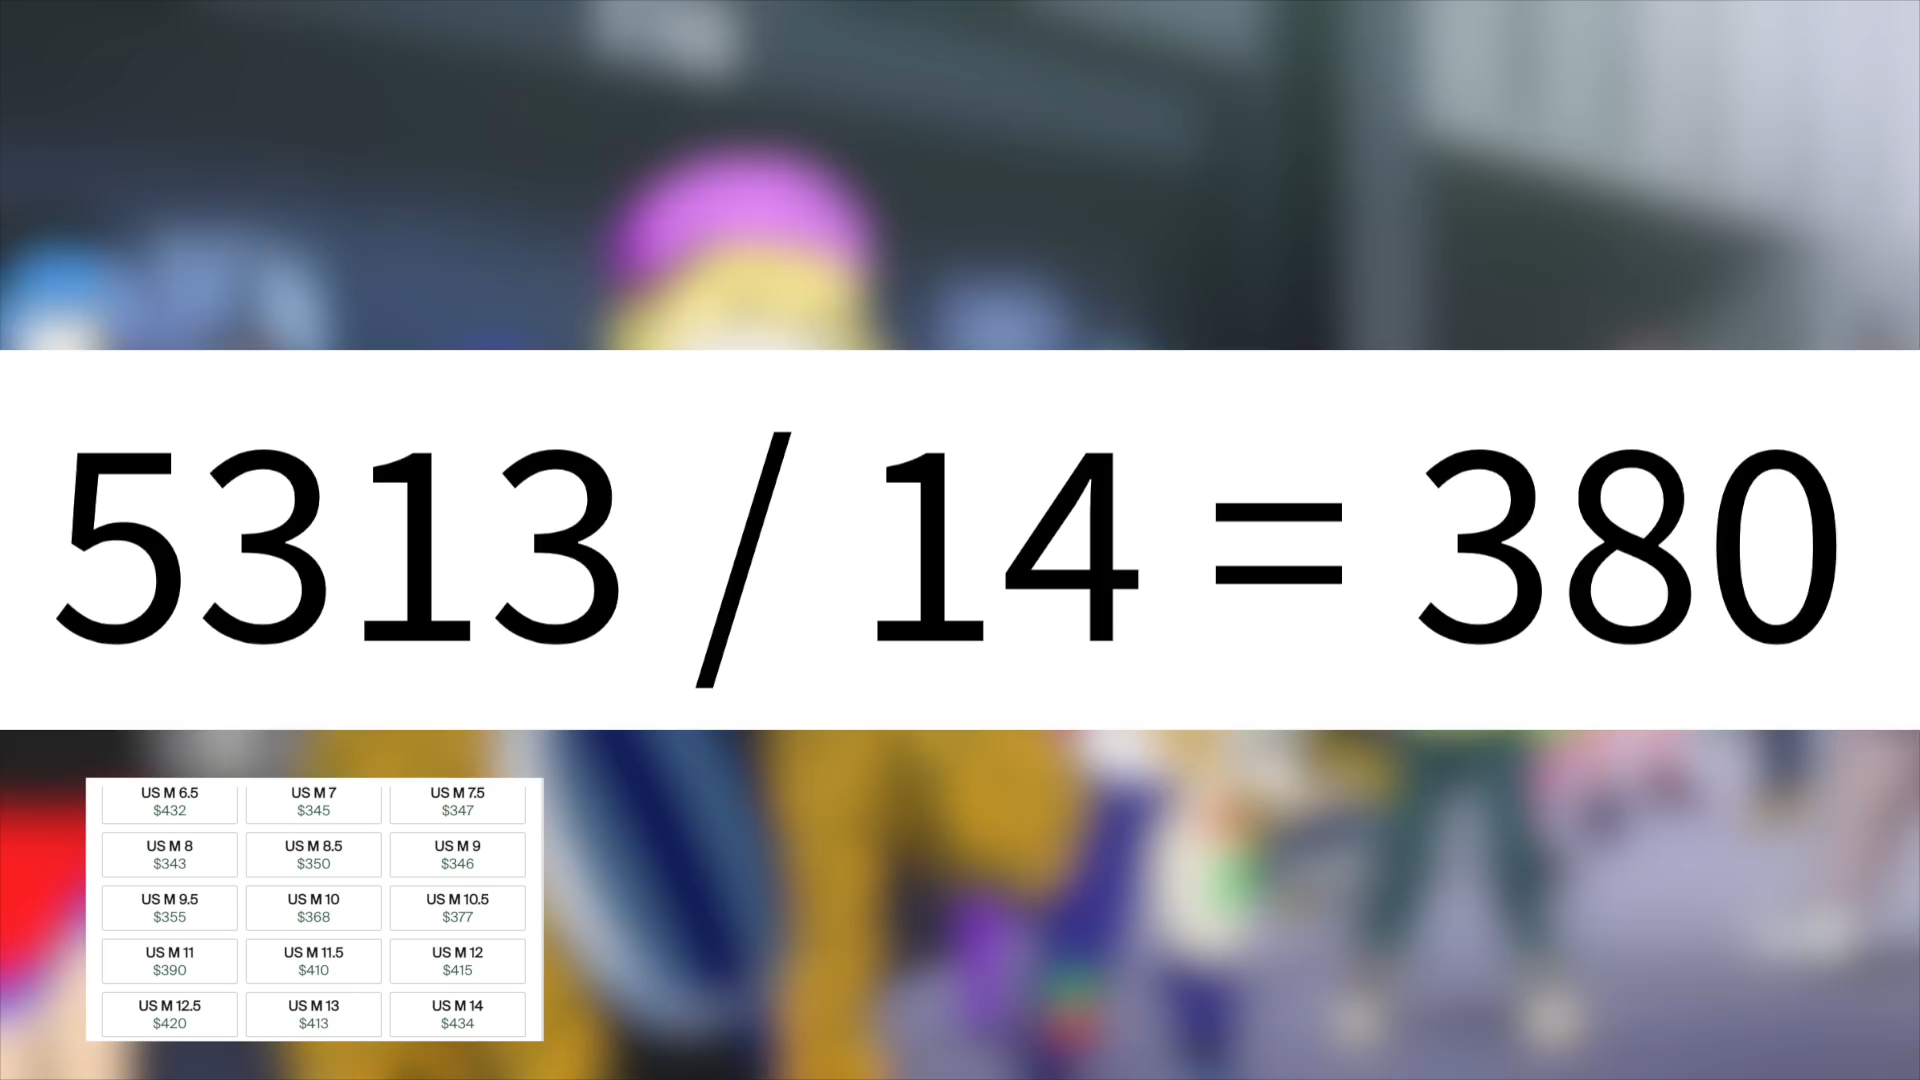 5313 / 14 = 380
US M 6.5 US M 7 US M 7.5
$432 $345 $347
US M 8 US M 8.5 US M 9
$343 $350 $346
US M 9.5 US M 10 US M 10.5
$355 $368 $377
US M 11 US M 11.5 US M 12
$390 $410 $415
US M 12.5 US M 13 US M 14
$420 $413 $434